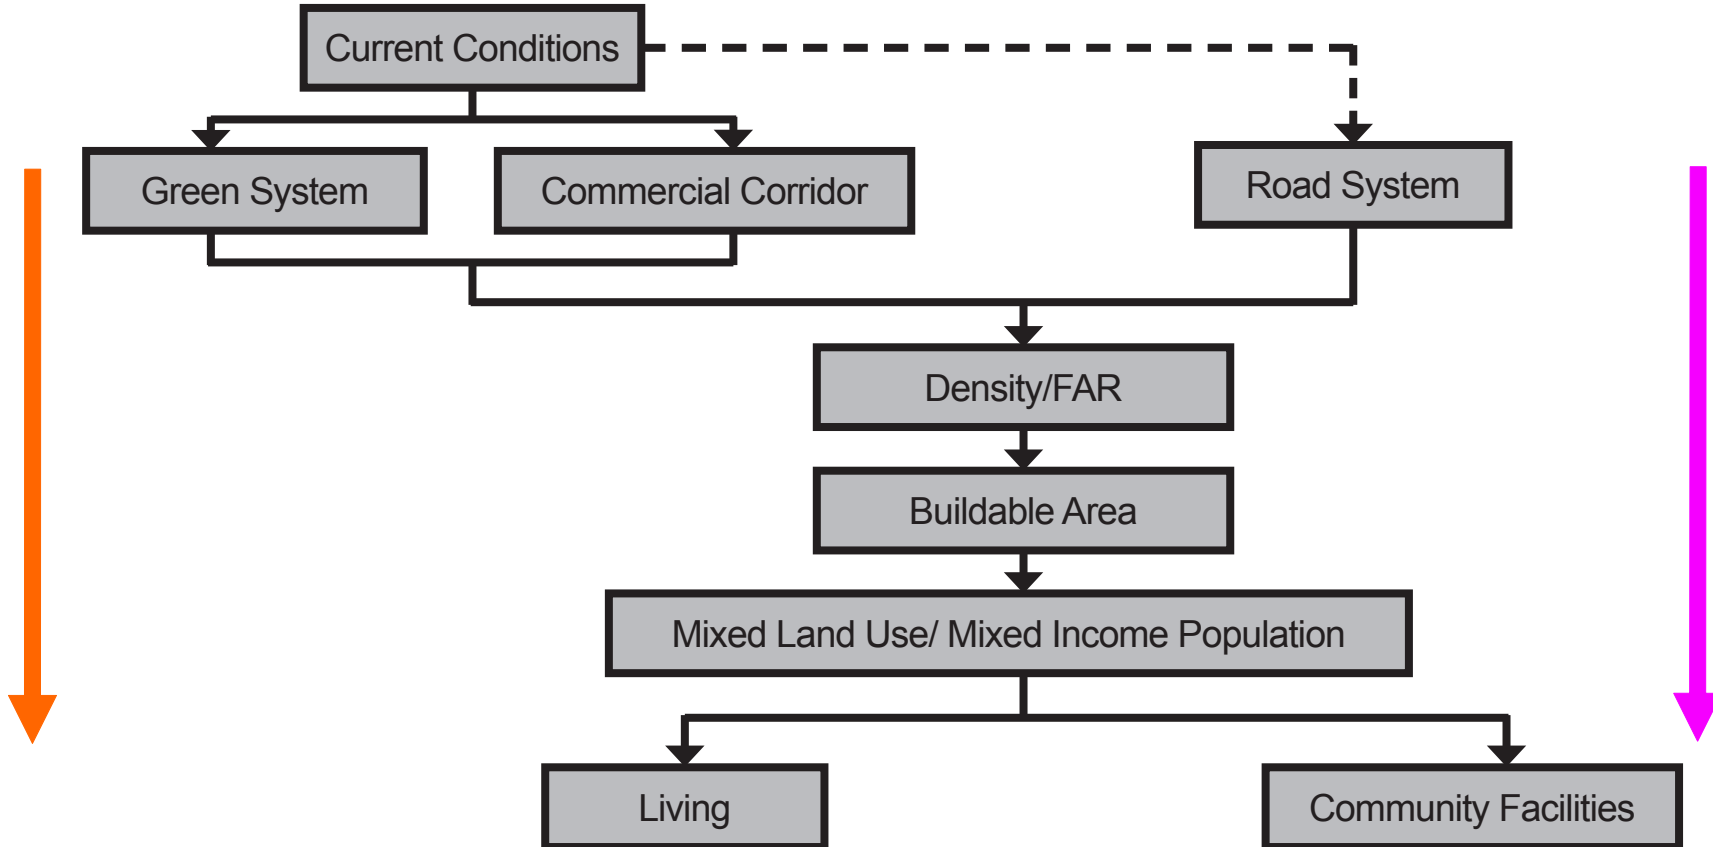 Current Conditions
Green System
Commercial Corridor
Road System
Density/FAR
Buildable Area
Mixed Land Use/ Mixed Income Population
Living
Community Facilities